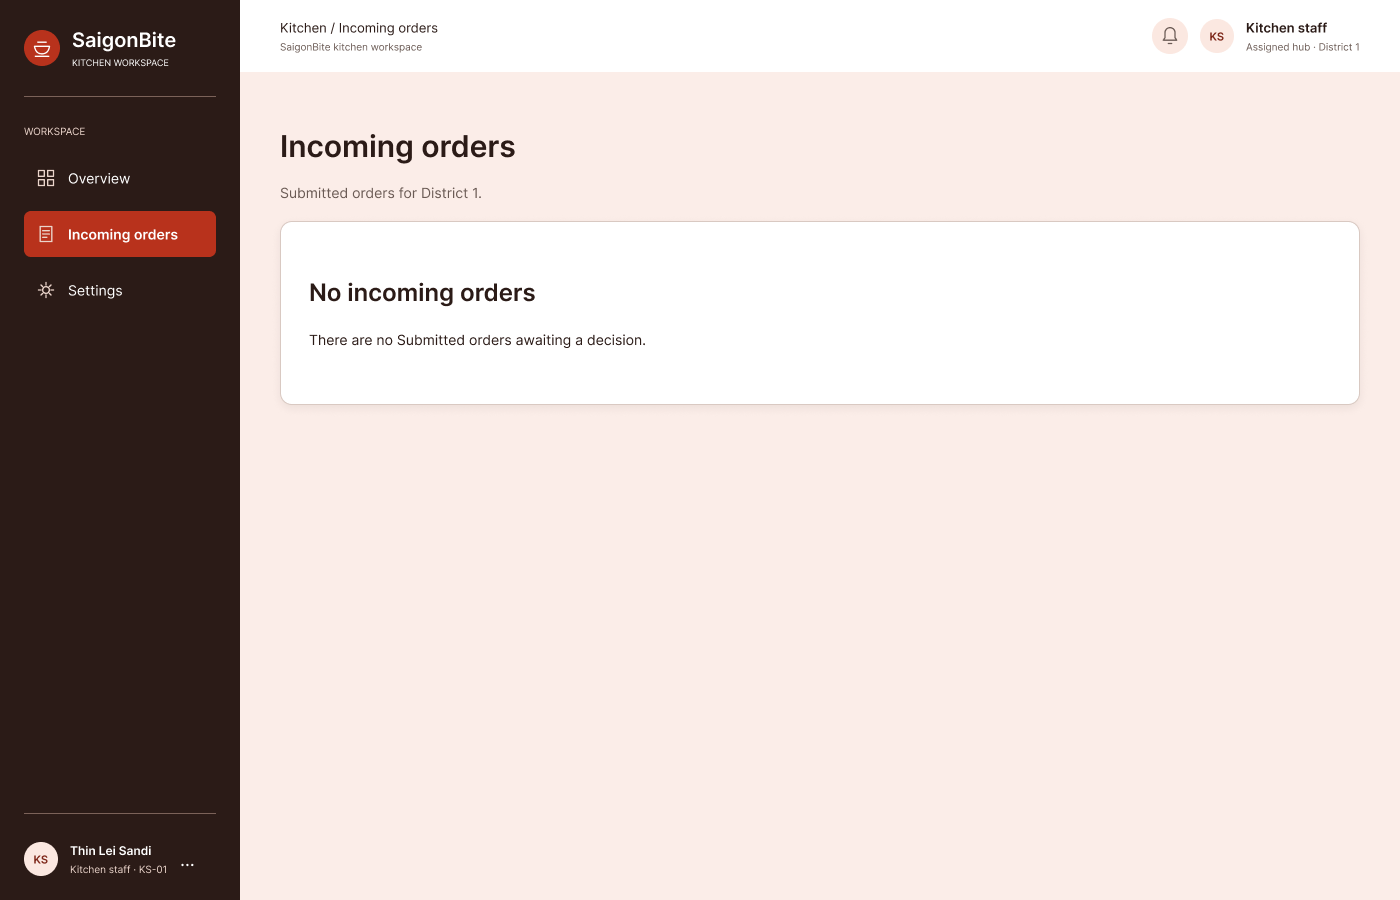 SaigonBite
KITCHEN WORKSPACE
WORKSPACE
Overview
Incoming orders
Settings
KS
Thin Lei Sandi
Kitchen staff · KS-01
...
Kitchen / Incoming orders
SaigonBite kitchen workspace
KS
Kitchen staff
Assigned hub · District 1
Incoming orders
Submitted orders for District 1.
No incoming orders
There are no Submitted orders awaiting a decision.